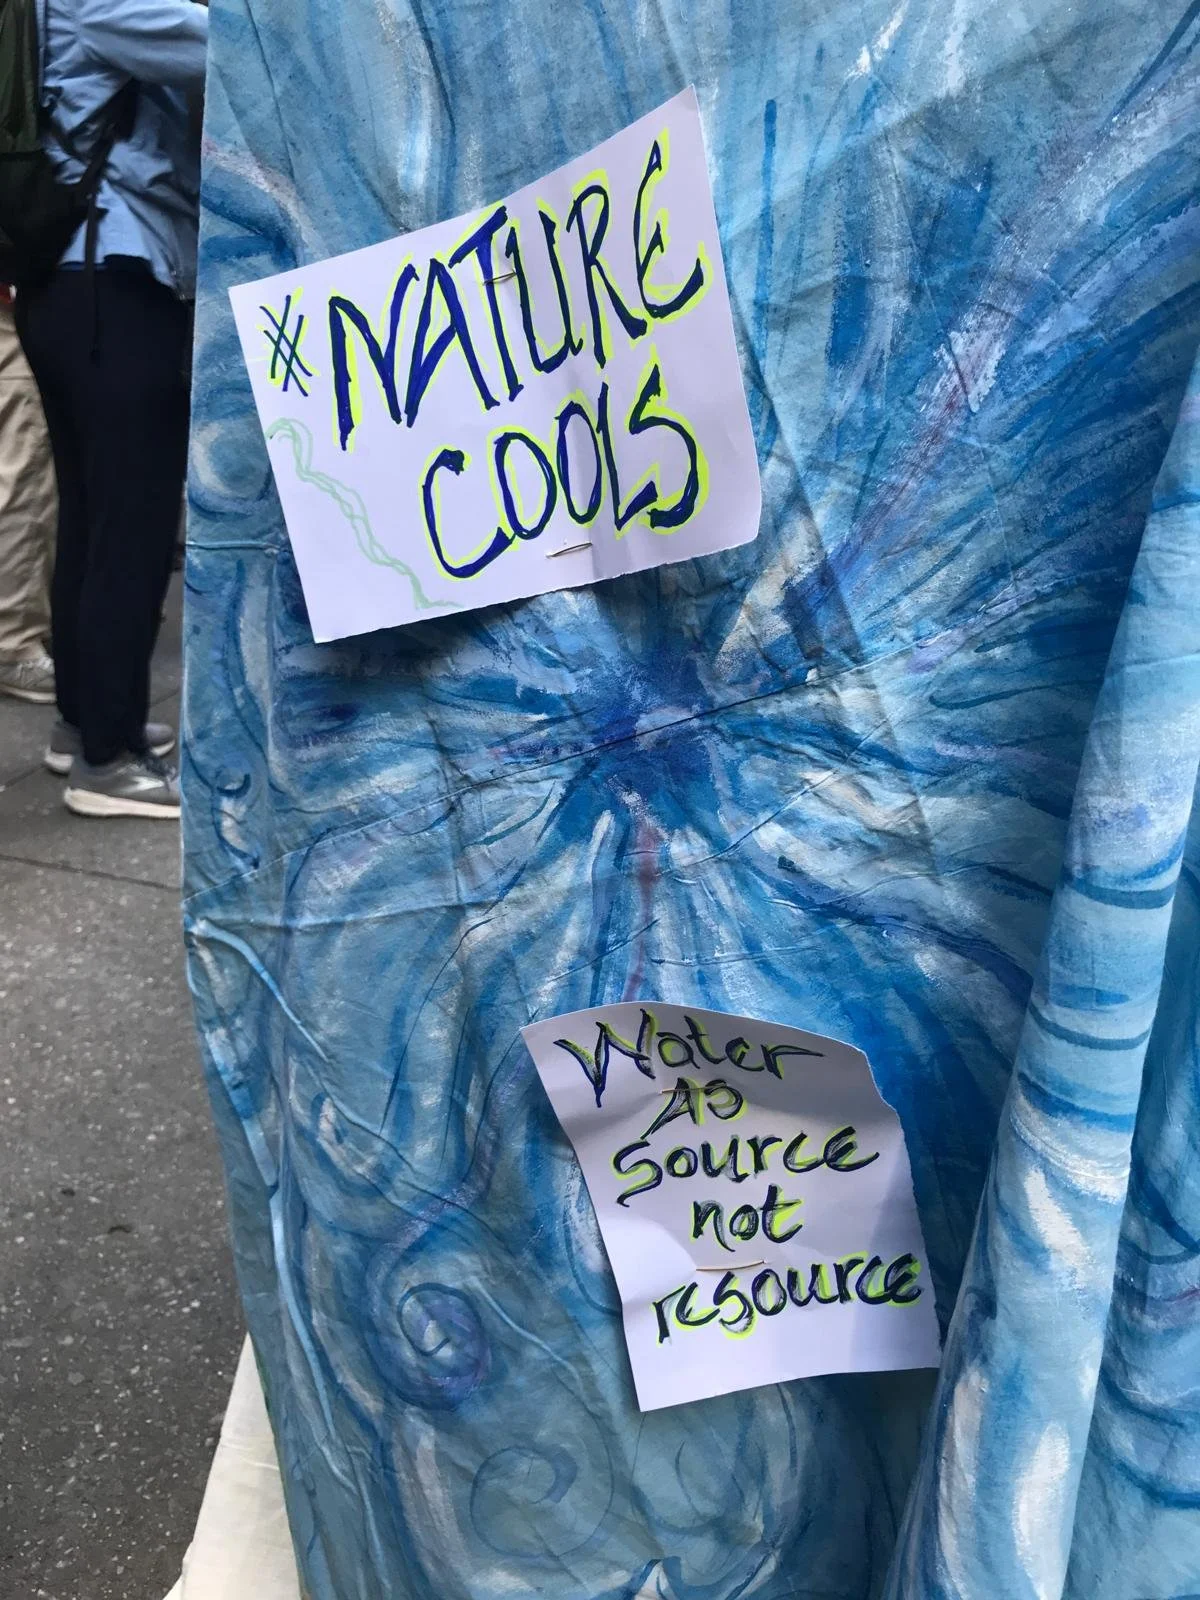 #NATURE
COOLS
Water
AS
Source
not
resource